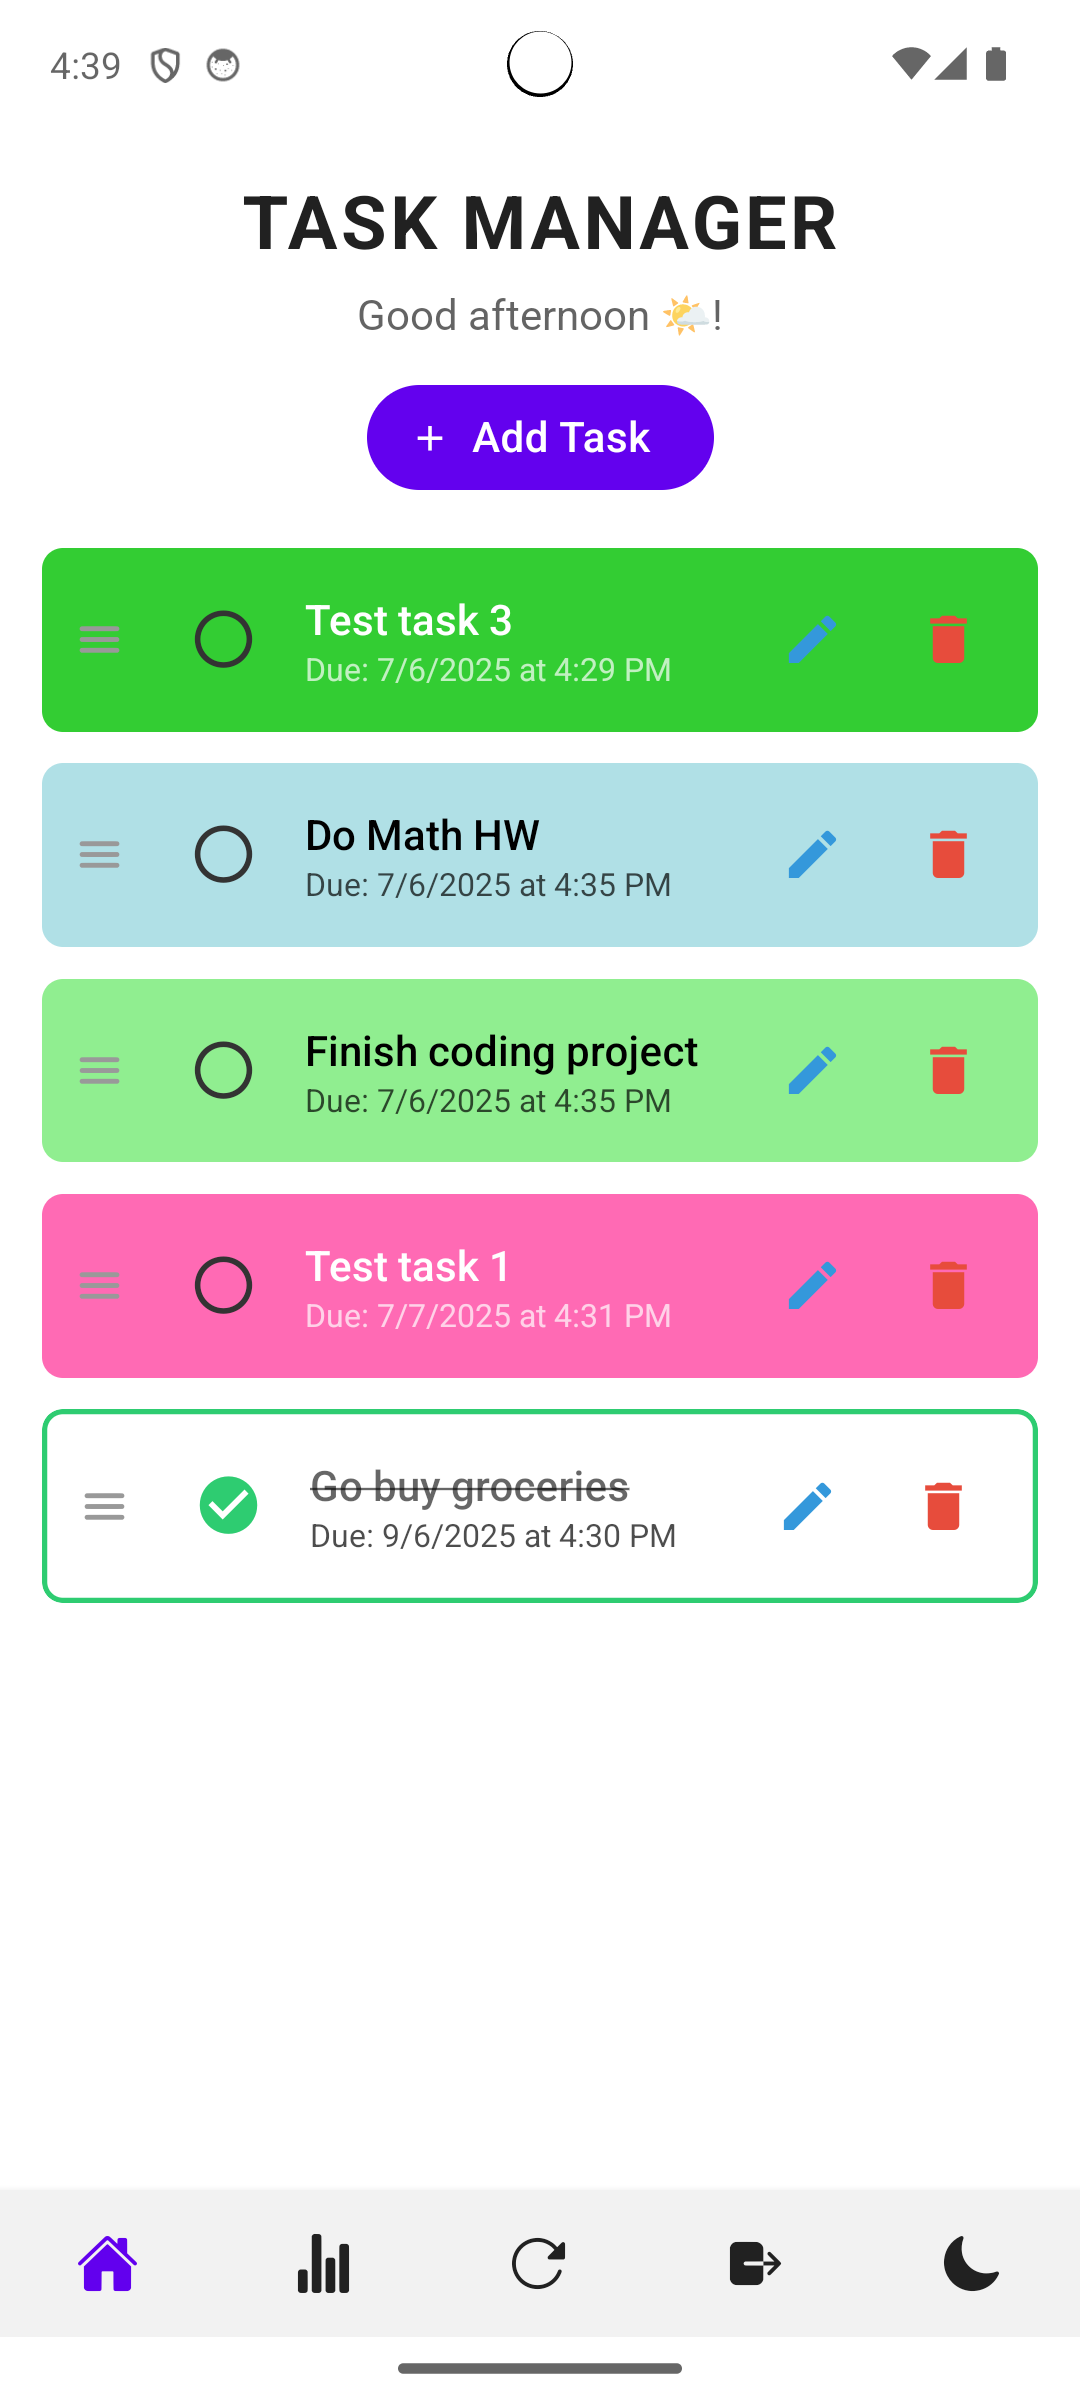 4:39
TASK MANAGER
Good afternoon 🌤️!
+ Add Task
Test task 3
Due: 7/6/2025 at 4:29 PM
Do Math HW
Due: 7/6/2025 at 4:35 PM
Finish coding project
Due: 7/6/2025 at 4:35 PM
Test task 1
Due: 7/7/2025 at 4:31 PM
Go buy groceries
Due: 9/6/2025 at 4:30 PM